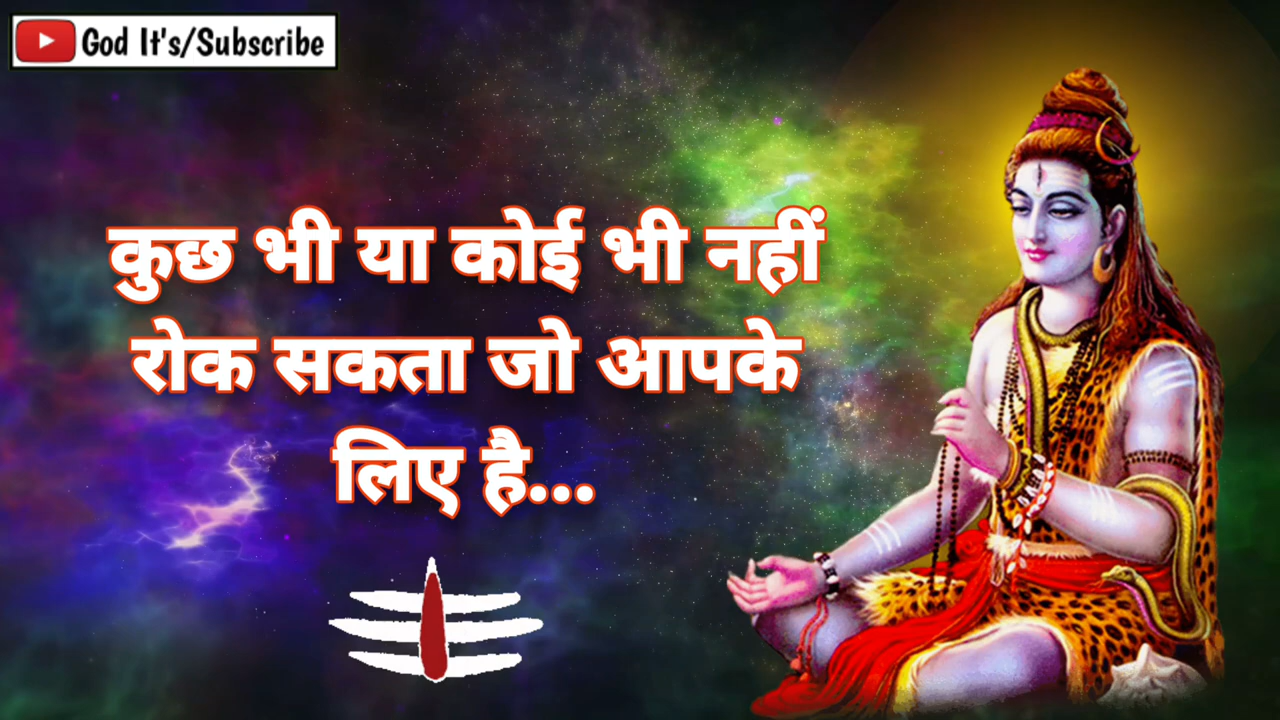 God It's/Subscribe
कुछ भी या कोई भी नहीं
रोक सकता जो आपके
लिए है...